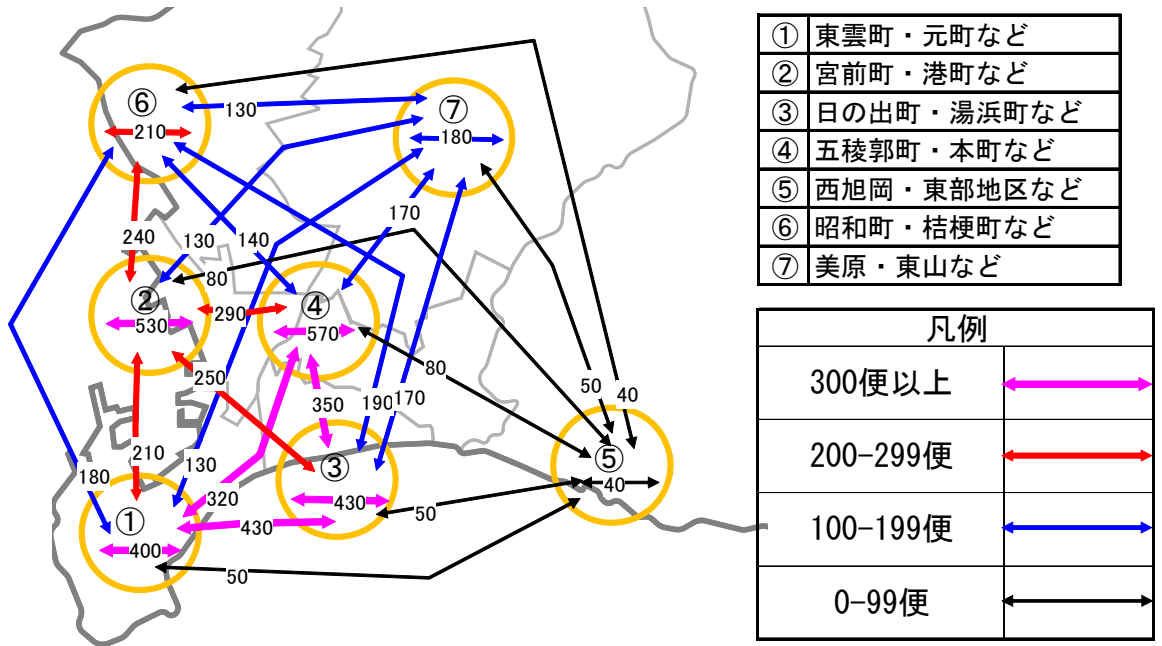 ① 東雲町・元町など
② 宮前町・港町など
③ 日の出町・湯浜町など
④ 五稜郭町・本町など
⑤ 西旭岡・東部地区など
⑥ 昭和町・桔梗町など
⑦ 美原・東山など
凡例
300便以上
200-299便
100-199便
0-99便
⑥
⑦
130
210
180
170
240
130
140
80
②
④
290
530
570
250
80
350
190
170
50
40
210
130
180
③
⑤
40
320
430
①
430
50
400
50